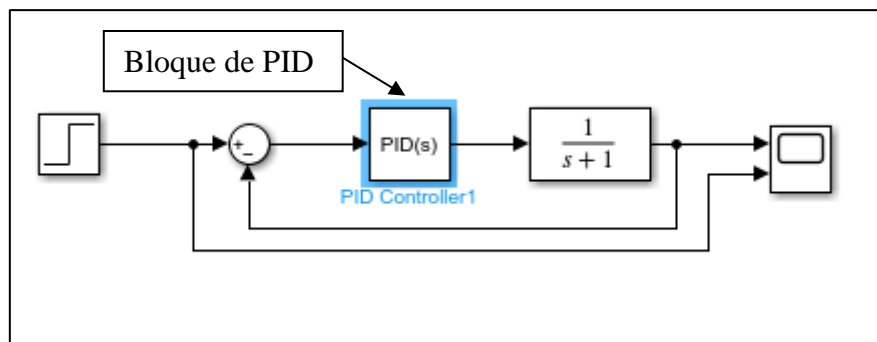 Bloque de PID
+
−
PID(s)
1
s + 1
PID Controller1